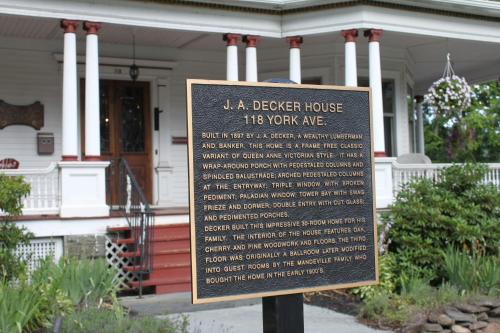 J. A. DECKER HOUSE
118 YORK AVE.
BUILT IN 1897 BY J. A. DECKER, A WEALTHY LUMBERMAN
AND BANKER, THIS HOME IS A FRAME FREE CLASSIC
VARIANT OF QUEEN ANNE VICTORIAN STYLE. IT HAS A
WRAP-AROUND PORCH WITH PEDESTALED COLUMNS AND
SPINDLED BALUSTRADE; ARCHED PEDESTALED COLUMNS
AT THE ENTRYWAY; TRIPLE WINDOW WITH BROKEN
PEDIMENT; PALADIAN WINDOW; TOWER BAY WITH SWAG
FRIEZE AND DORMER; DOUBLE ENTRY WITH CUT GLASS;
AND PEDIMENTED PORCHES.
DECKER BUILT THIS IMPRESSIVE 30-ROOM HOME FOR HIS
FAMILY. THE INTERIOR OF THE HOUSE FEATURES OAK,
CHERRY AND PINE WOODWORK AND FLOORS. THE THIRD
FLOOR WAS ORIGINALLY A BALLROOM LATER MODIFIED
INTO GUEST ROOMS BY THE MANDEVILLE FAMILY WHO
BOUGHT THE HOME IN THE EARLY 1900'S.